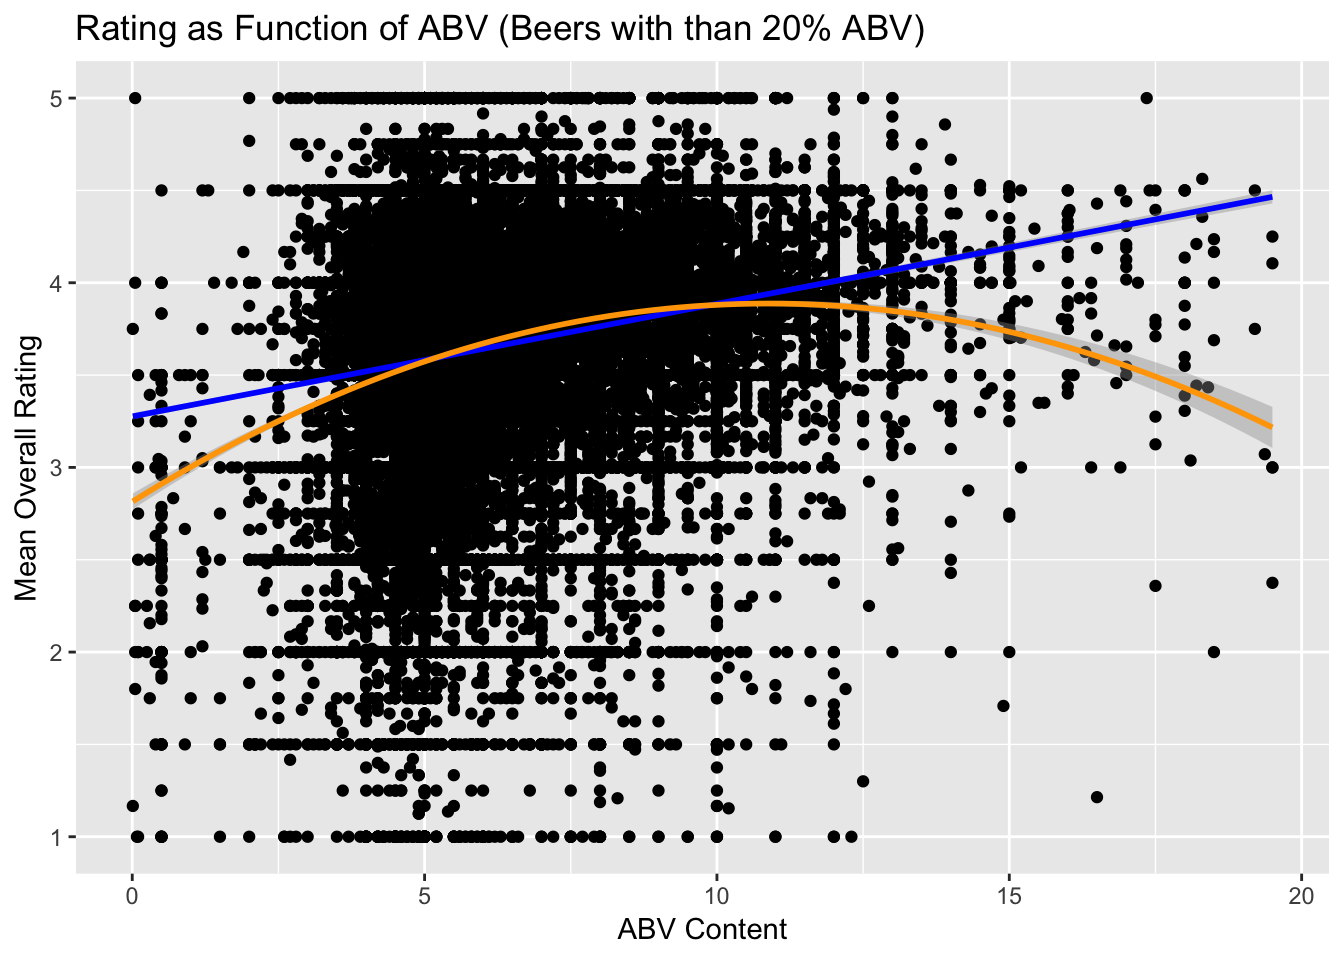 Rating as Function of ABV (Beers with than 20% ABV)
5
4
3
2
1
Mean Overall Rating
0 5 10 15 20
ABV Content